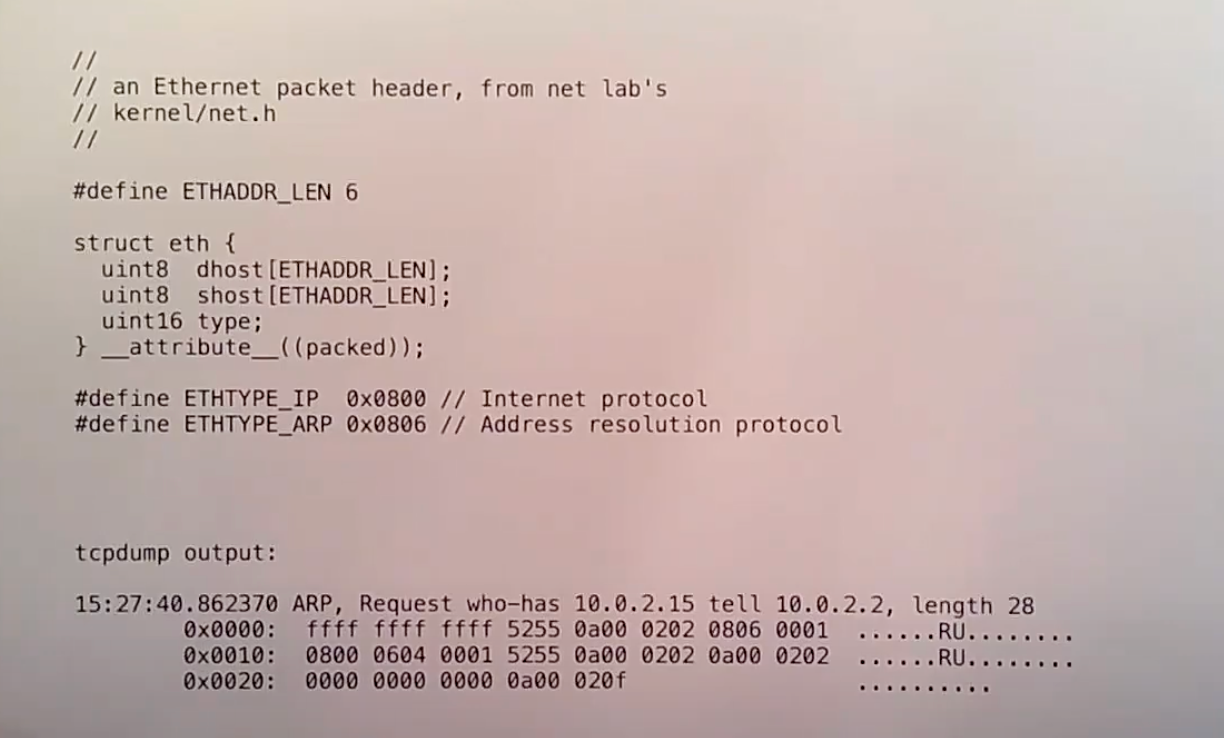 //
// an Ethernet packet header, from net lab's
// kernel/net.h
//
#define ETHADDR_LEN 6
struct eth {
  uint8  dhost[ETHADDR_LEN];
  uint8  shost[ETHADDR_LEN];
  uint16 type;
} __attribute__((packed));
#define ETHTYPE_IP  0x0800 // Internet protocol
#define ETHTYPE_ARP 0x0806 // Address resolution protocol
tcpdump output:
15:27:40.862370 ARP, Request who-has 10.0.2.15 tell 10.0.2.2, length 28
        0x0000:  ffff ffff ffff 5255 0a00 0202 0806 0001  ......RU........
        0x0010:  0800 0604 0001 5255 0a00 0202 0a00 0202  ......RU........
        0x0020:  0000 0000 0000 0a00 020f                 ..........